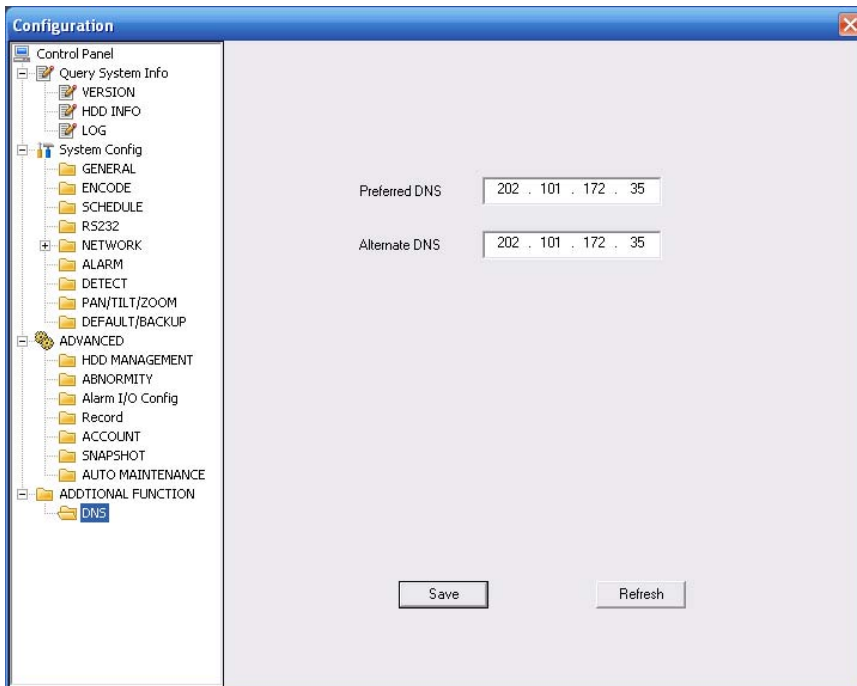 Configuration
Control Panel
Query System Info
VERSION
HDD INFO
LOG
System Config
GENERAL
ENCODE
SCHEDULE
RS232
NETWORK
ALARM
DETECT
PAN/TILT/ZOOM
DEFAULT/BACKUP
ADVANCED
HDD MANAGEMENT
ABNORMITY
Alarm I/O Config
Record
ACCOUNT
SNAPSHOT
AUTO MAINTENANCE
ADDTIONAL FUNCTION
DNS
Preferred DNS 202 . 101 . 172 . 35
Alternate DNS 202 . 101 . 172 . 35
Save Refresh